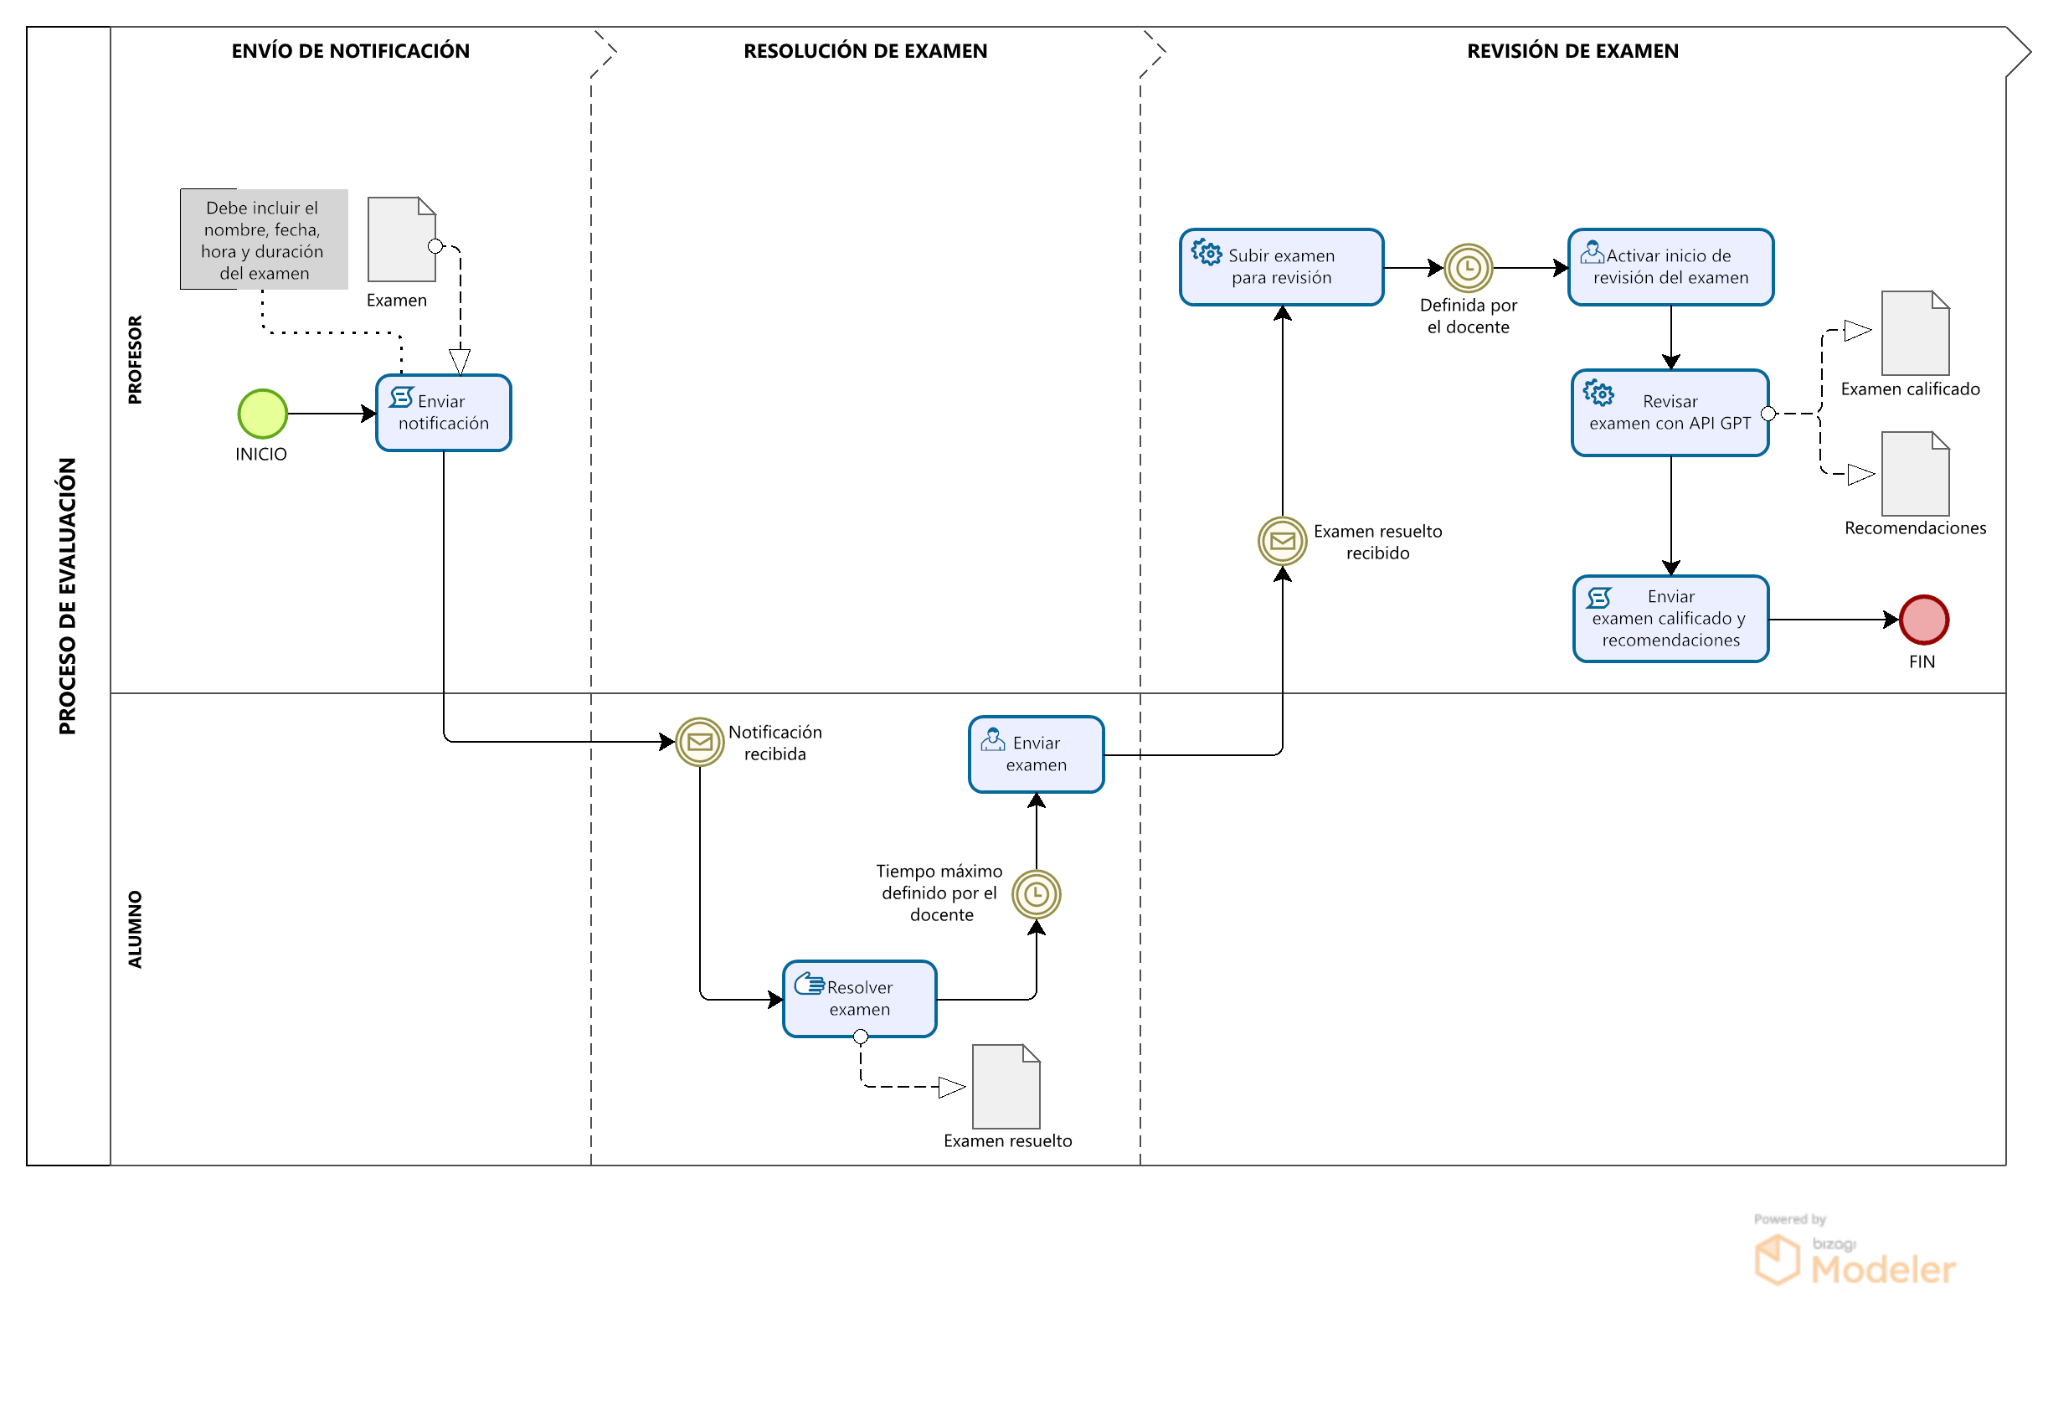 ENVÍO DE NOTIFICACIÓN
RESOLUCIÓN DE EXAMEN
REVISIÓN DE EXAMEN
PROCESO DE EVALUACIÓN
PROFESOR
Debe incluir el
nombre, fecha,
hora y duración
del examen
Examen
INICIO
Enviar
notificación
Subir examen
para revisión
Definida por
el docente
Activar inicio de
revisión del examen
Revisar
examen con API GPT
Examen calificado
Recomendaciones
Examen resuelto
recibido
Enviar
examen calificado y
recomendaciones
FIN
ALUMNO
Notificación
recibida
Enviar
examen
Tiempo máximo
definido por el
docente
Resolver
examen
Examen resuelto
Powered by
bizagi
Modeler